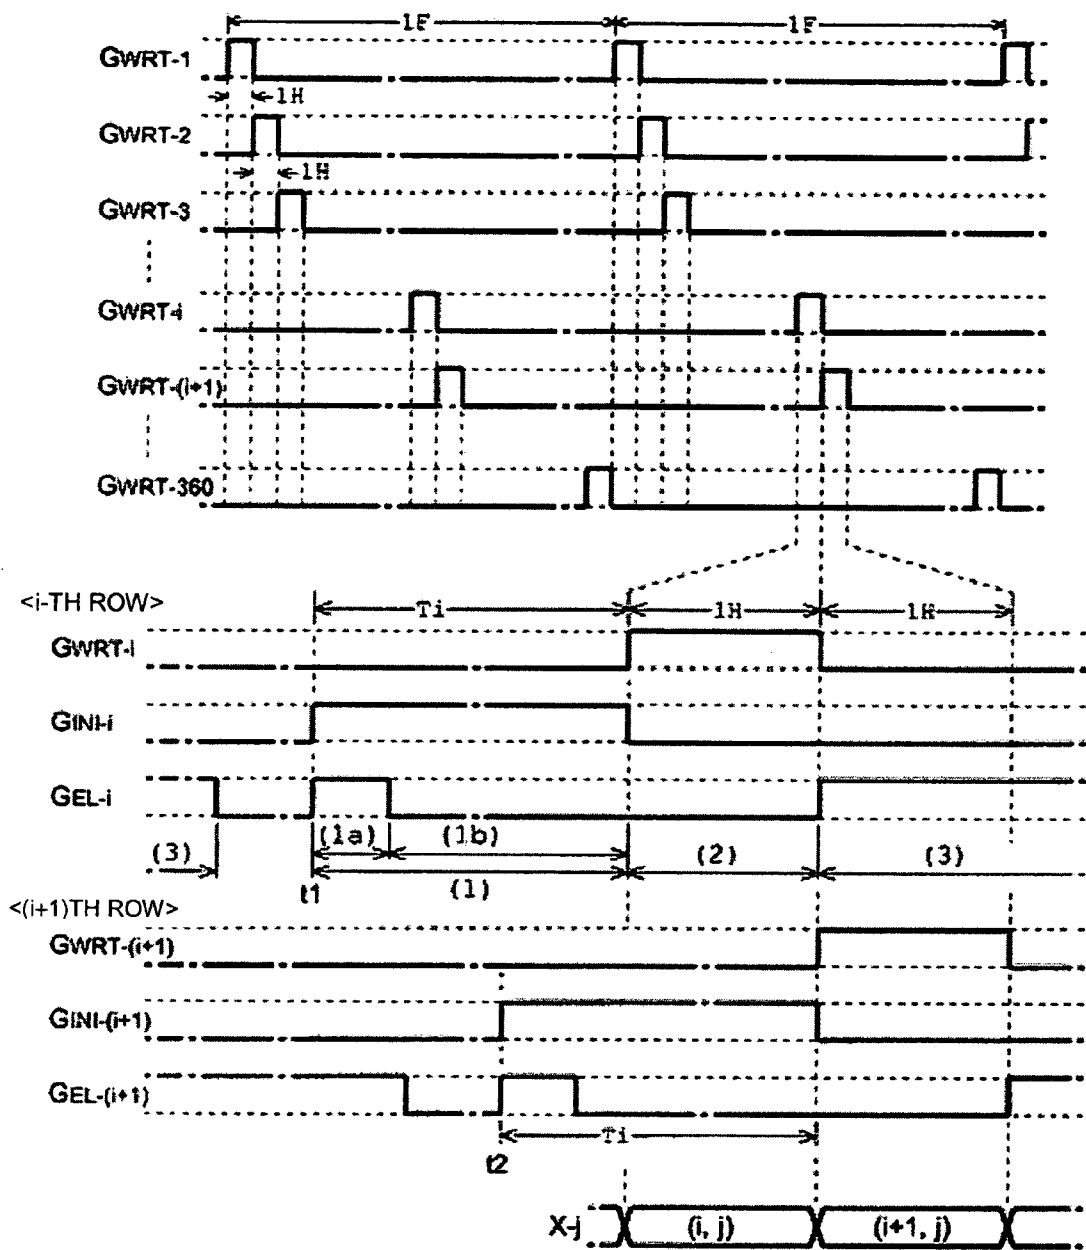 1F 1F
GWRT-1
1H
GWRT-2
1H
GWRT-3
GWRT-i
GWRT-(i+1)
GWRT-360
<i-TH ROW>
Ti 1H 1H
GWRT-i
GINI-i
GEL-i
(3) (1a) (1b) (2) (3)
t1 (1)
<(i+1)TH ROW>
GWRT-(i+1)
GINI-(i+1)
GEL-(i+1)
Ti
t2
X-j (i, j) (i+1, j)